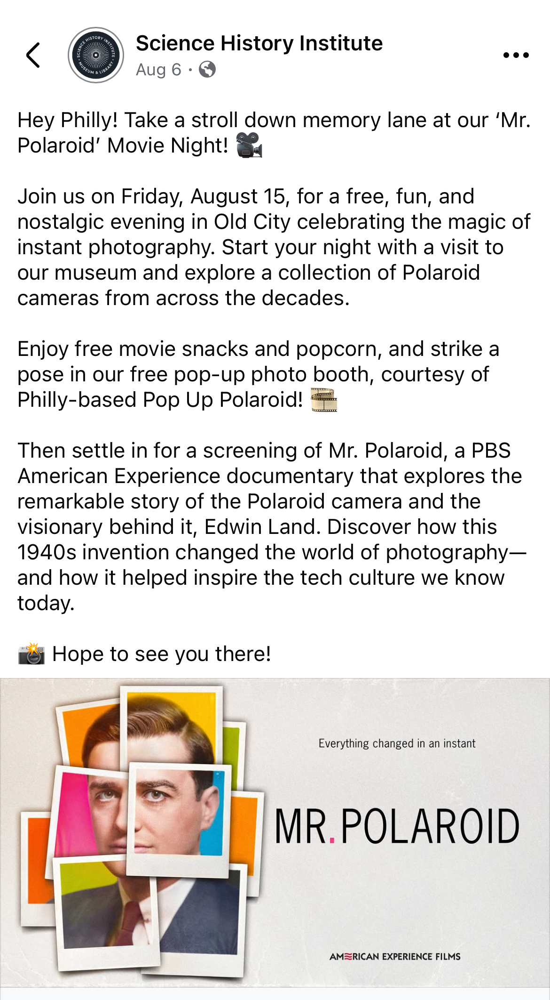 Science History Institute
SCIENCE HISTORY INSTITUTE
• MUSEUM & LIBRARY •
Aug 6 ·
Hey Philly! Take a stroll down memory lane at our ‘Mr.
Polaroid’ Movie Night! 🎥
Join us on Friday, August 15, for a free, fun, and
nostalgic evening in Old City celebrating the magic of
instant photography. Start your night with a visit to
our museum and explore a collection of Polaroid
cameras from across the decades.
Enjoy free movie snacks and popcorn, and strike a
pose in our free pop-up photo booth, courtesy of
Philly-based Pop Up Polaroid! 🎞️
Then settle in for a screening of Mr. Polaroid, a PBS
American Experience documentary that explores the
remarkable story of the Polaroid camera and the
visionary behind it, Edwin Land. Discover how this
1940s invention changed the world of photography—
and how it helped inspire the tech culture we know
today.
📸 Hope to see you there!
Everything changed in an instant
MR.POLAROID
AMERICAN EXPERIENCE FILMS